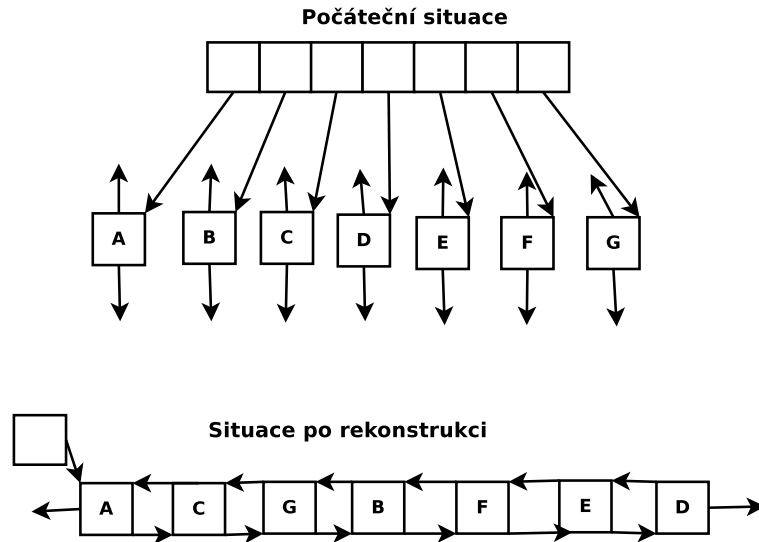 Počáteční situace
A B C D E F G
Situace po rekonstrukci
A C G B F E D